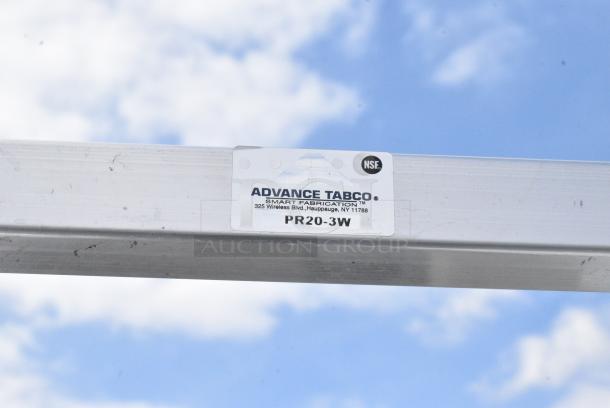 NSF
ADVANCE TABCO®
SMART FABRICATION™
325 Wireless Blvd., Hauppauge, NY 11788
PR20-3W
AUCTION GROUP